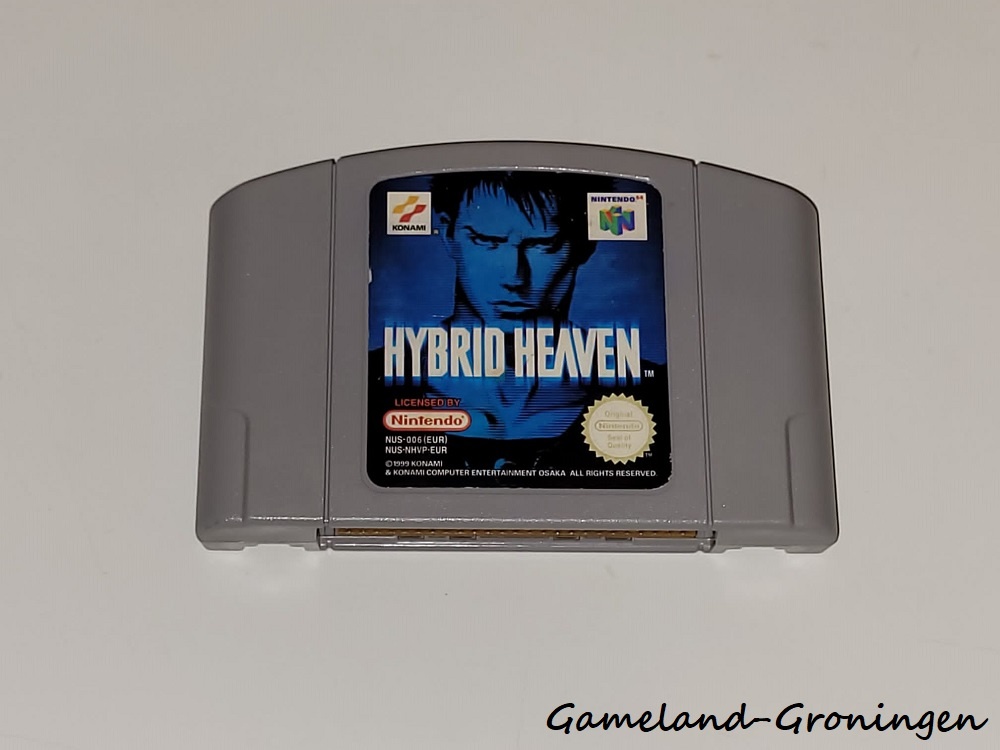 KONAMI
NINTENDO 64
HYBRID HEAVEN TM
LICENSED BY
Nintendo
NUS-006 (EUR)
NUS-NHVP-EUR
©1999 KONAMI
& KONAMI COMPUTER ENTERTAINMENT OSAKA ALL RIGHTS RESERVED.
Original
Nintendo
Seal of
Quality
TM
Gameland-Groningen